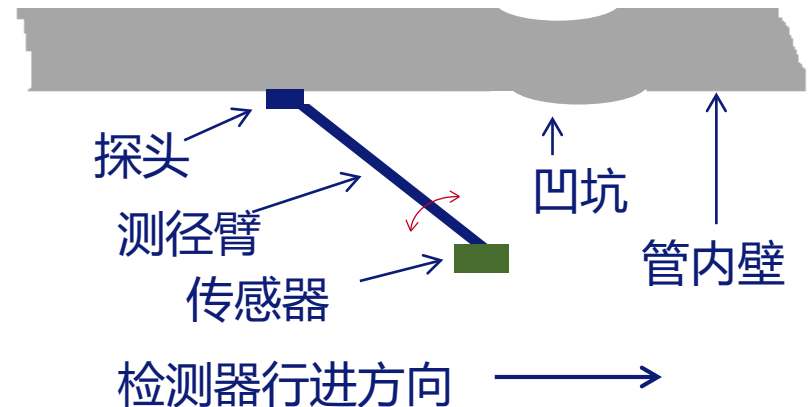 探头
凹坑
测径臂
管内壁
传感器
检测器行进方向